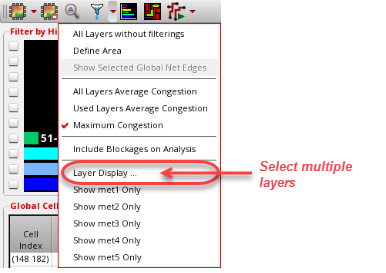 All Layers without filterings
Filter by Hi
Define Area
Show Selected Global Net Edges
All Layers Average Congestion
Used Layers Average Congestion
Maximum Congestion
51-
Include Blockages on Analysis
Layer Display ...
Select multiple
layers
Show met1 Only
Show met2 Only
Global Cell
Show met3 Only
Show met4 Only
Cell
Index
Show met5 Only
(148 182)